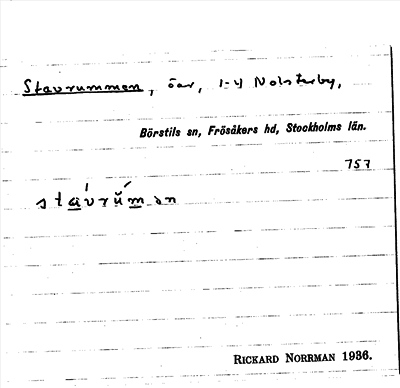 Stavrummen, öar, 1-4 Nolsterby,
Börstils sn, Frösåkers hd, Stockholms län.
757
RICKARD NORRMAN 1936.